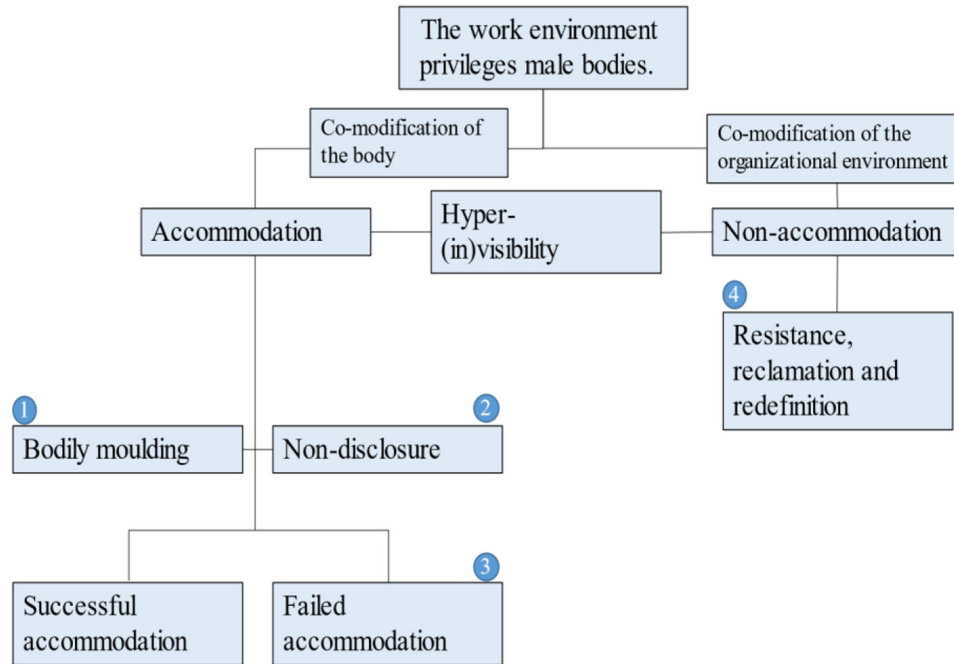 The work environment
privileges male bodies.
Co-modification of
the body
Co-modification of the
organizational environment
Accommodation
Hyper-
(in)visibility
Non-accommodation
4
Resistance,
reclamation and
redefinition
1
Bodily moulding
2
Non-disclosure
Successful
accommodation
3
Failed
accommodation